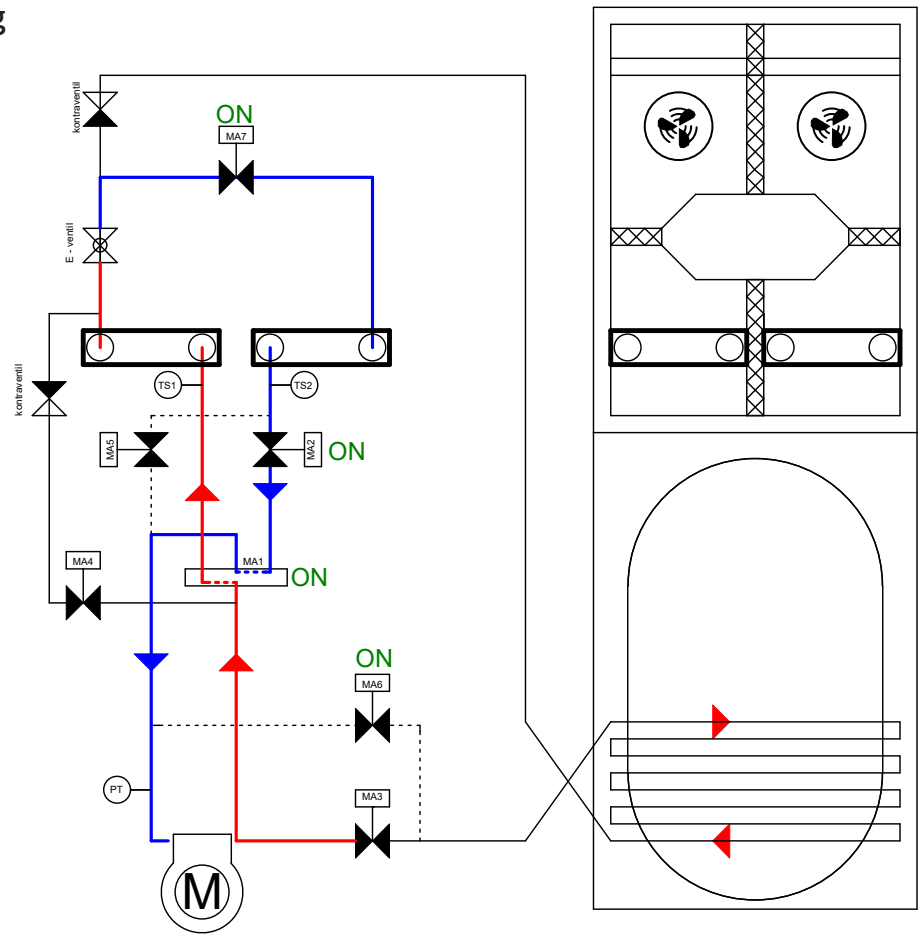 g
kontraventil
ON
MA7
E - ventil
kontraventil
TS1
TS2
MA5
MA2
ON
MA1
ON
MA4
ON
MA6
PT
MA3
M